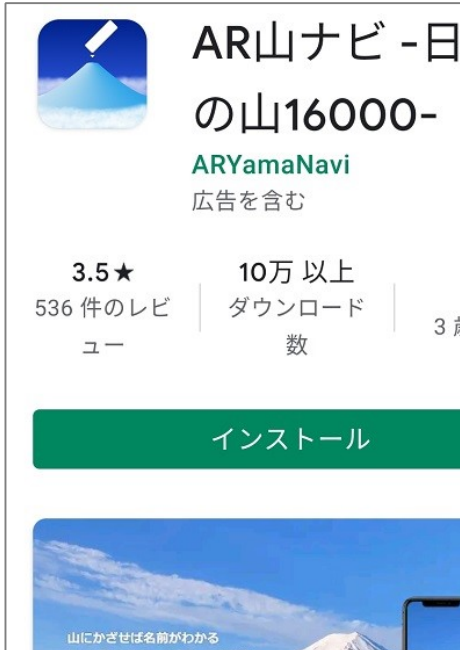 AR山ナビ -日
の山16000-
ARYamaNavi
広告を含む
3.5★
536 件のレビ
ュー
10万 以上
ダウンロード
数
3 歳
インストール
山にかざせば名前がわかる